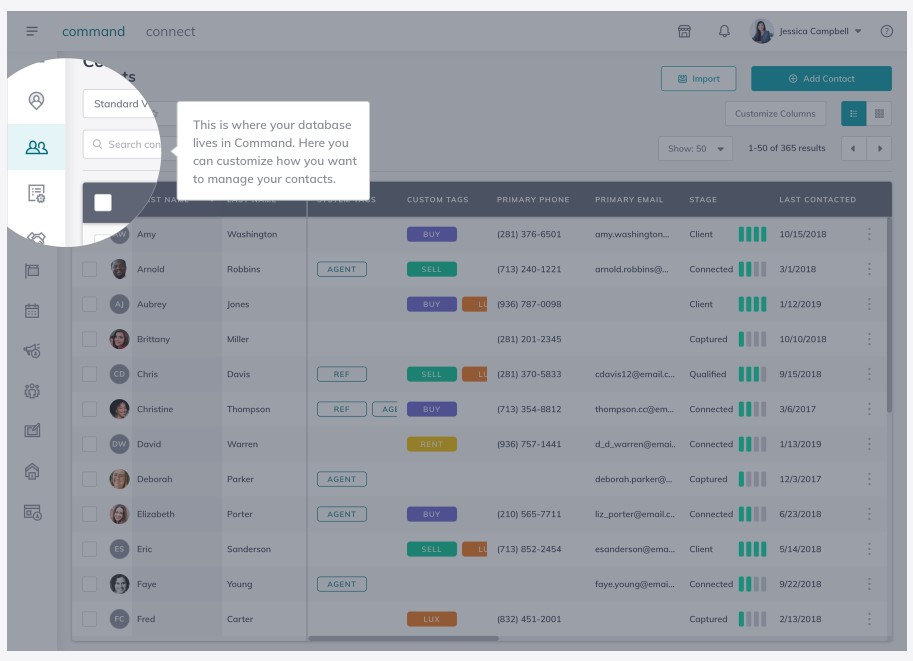 command connect Jessica Campbell
Import Add Contact
Standard V
Customize Columns
This is where your database
lives in Command. Here you
can customize how you want
to manage your contacts.
Search con
Show: 50 1-50 of 365 results
CUSTOM TAGS PRIMARY PHONE PRIMARY EMAIL STAGE LAST CONTACTED
AW Amy Washington BUY (281) 376-6501 amy.washington... Client 10/15/2018
Arnold Robbins AGENT SELL (713) 240-1221 arnold.robbins@... Connected 3/1/2018
AJ Aubrey Jones BUY LU (936) 787-0098 Client 1/12/2019
Brittany Miller (281) 201-2345 Captured 10/10/2018
CD Chris Davis REF SELL LU (281) 370-5833 cdavis12@email.c... Qualified 9/15/2018
Christine Thompson REF AGE BUY (713) 354-8812 thompson.cc@em... Connected 3/6/2017
DW David Warren RENT (936) 757-1441 d_d_warren@emai.. Connected 1/13/2019
Deborah Parker AGENT deborah.parker@... Captured 12/3/2017
Elizabeth Porter AGENT BUY (210) 565-7711 liz_porter@email.c.. Connected 6/23/2018
ES Eric Sanderson SELL LU (713) 852-2454 esanderson@ema... Client 5/14/2018
Faye Young AGENT faye.young@emai... Connected 9/22/2018
FC Fred Carter LUX (832) 451-2001 Captured 2/13/2018